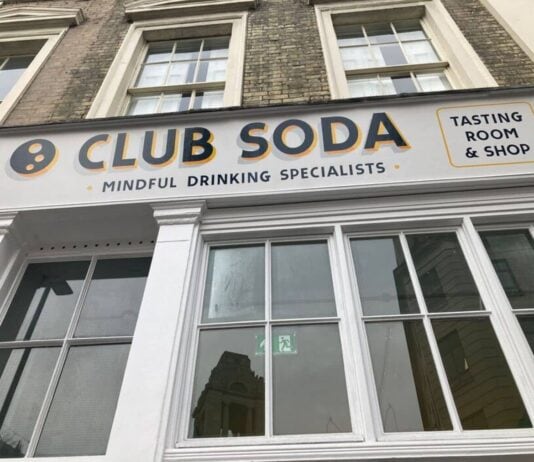 CLUB SODA
· MINDFUL DRINKING SPECIALISTS ·
TASTING
ROOM
& SHOP